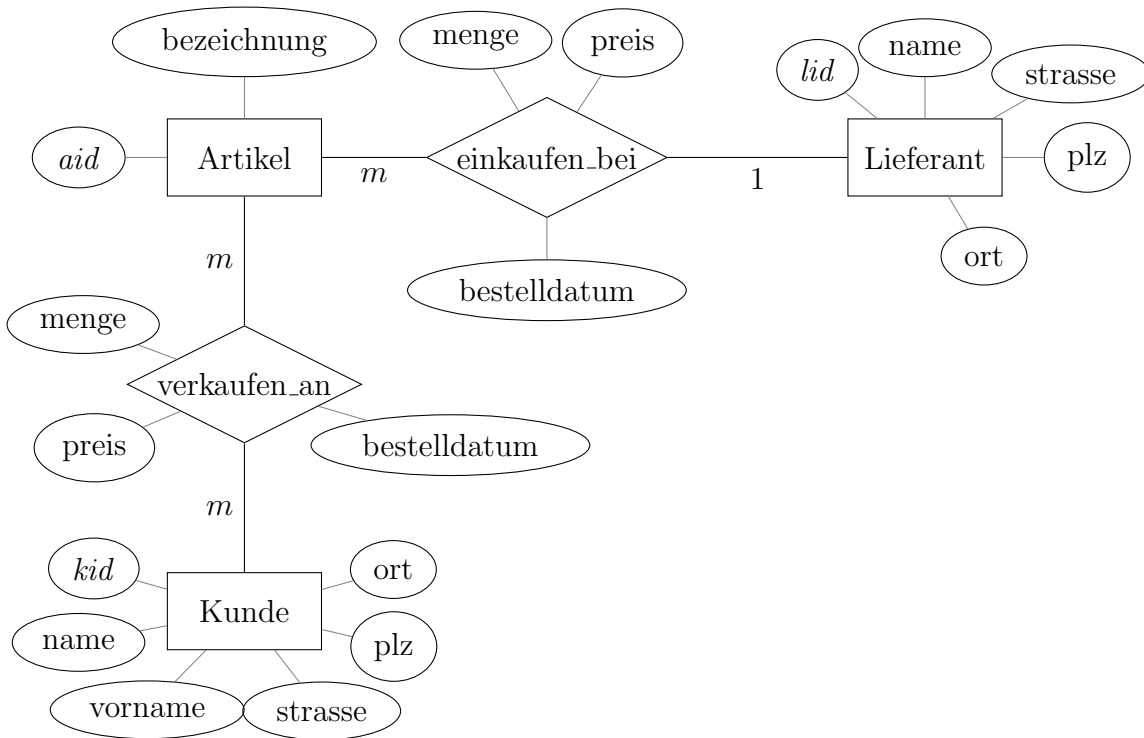 bezeichnung
menge
preis
lid
name
strasse
aid
Artikel
m
einkaufen_bei
1
Lieferant
plz
m
ort
bestelldatum
menge
verkaufen_an
preis
bestelldatum
m
kid
ort
Kunde
name
plz
vorname
strasse